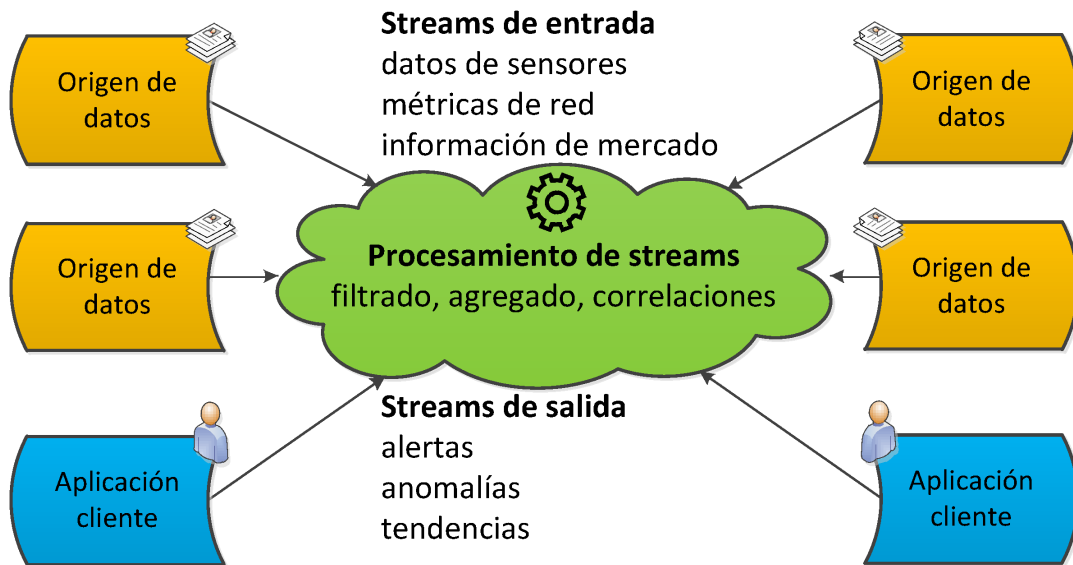 Streams de entrada
datos de sensores
métricas de red
información de mercado
Origen de
datos
Origen de
datos
Origen de
datos
Origen de
datos
Procesamiento de streams
filtrado, agregado, correlaciones
Streams de salida
alertas
anomalías
tendencias
Aplicación
cliente
Aplicación
cliente